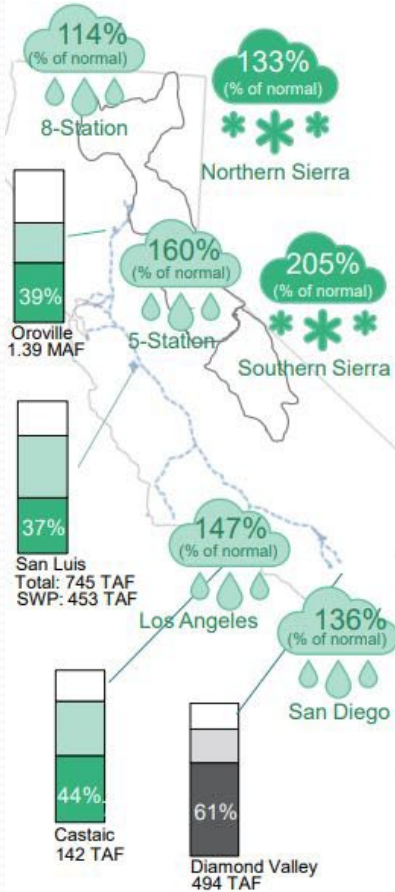 114%
(% of normal)
8-Station
133%
(% of normal)
Northern Sierra
39%
Oroville
1.39 MAF
160%
(% of normal)
5-Station
205%
(% of normal)
Southern Sierra
37%
San Luis
Total: 745 TAF
SWP: 453 TAF
147%
(% of normal)
Los Angeles
136%
(% of normal)
San Diego
44%
Castaic
142 TAF
61%
Diamond Valley
494 TAF